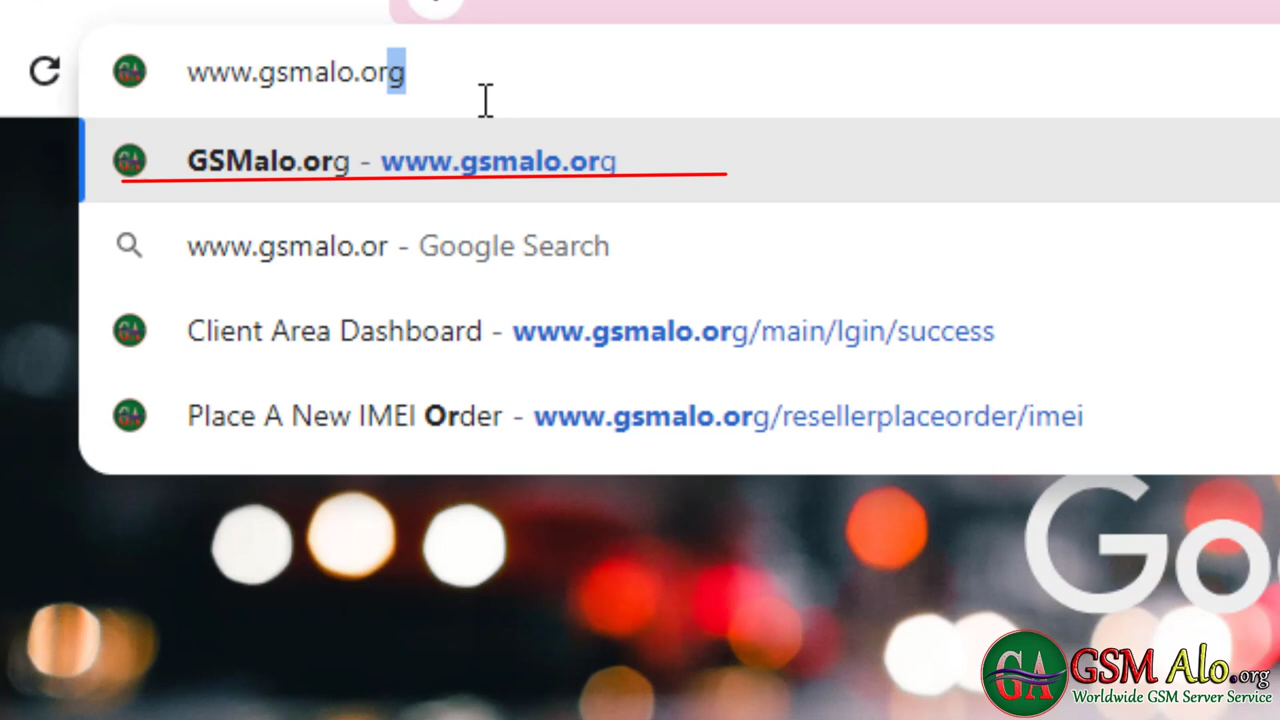 www.gsmalo.org
GSMalo.org - www.gsmalo.org
www.gsmalo.or - Google Search
Client Area Dashboard - www.gsmalo.org/main/lgin/success
Place A New IMEI Order - www.gsmalo.org/resellerplaceorder/imei
Go
GA GSM Alo.org
Worldwide GSM Server Service